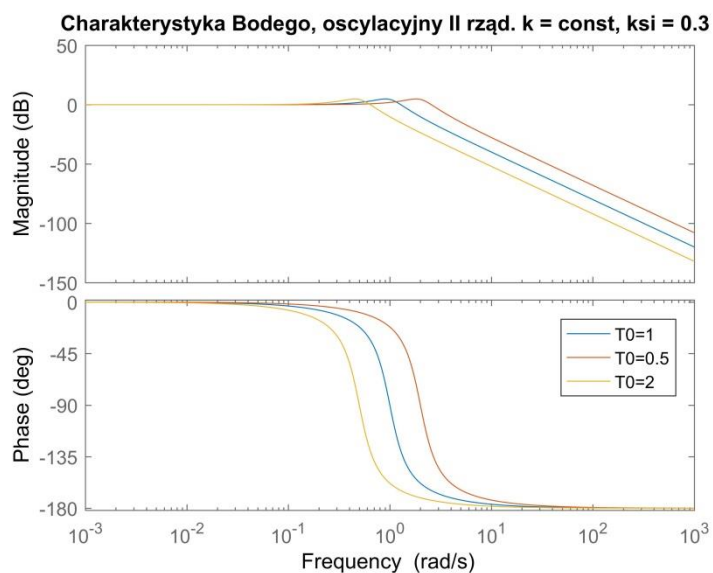 Charakterystyka Bodego, oscylacyjny II rząd. k = const, ksi = 0.3
50
0
-50
-100
-150
Magnitude (dB)
0
-45
-90
-135
-180
Phase (deg)
T0=1
T0=0.5
T0=2
10^-3
10^-2
10^-1
10^0
10^1
10^2
10^3
Frequency (rad/s)